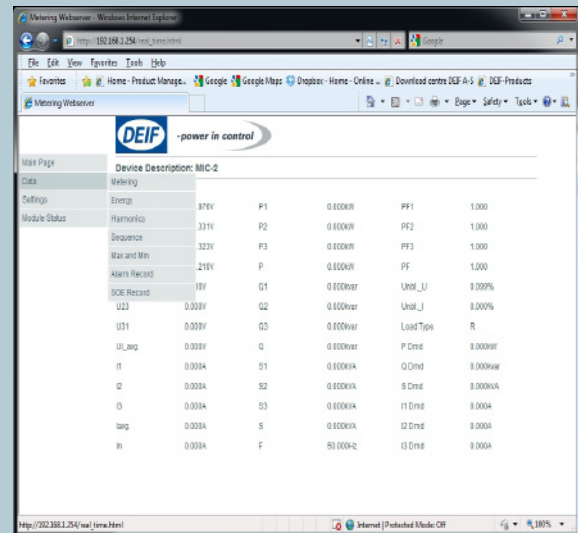 Metering Webserver - Windows Internet Explorer
http://192.168.1.254/real_time.html Google
File Edit View Favorites Tools Help
Favorites Home - Product Manage... Google Google Maps Dropbox - Home - Online ... Download centre DEIF A-S DEIF-Products
Metering Webserver Page Safety Tools
DEIF -power in control
Main Page
Data
Settings
Module Status
Device Description: MIC-2
Metering
Energy
Harmonics
Sequence
Max and Min
Alarm Record
SOE Record
P1 0.000kW PF1 1.000
.331V P2 0.000kW PF2 1.000
.323V P3 0.000kW PF3 1.000
.210V P 0.000kW PF 1.000
Q1 0.000kvar Unbl_U 0.000%
U23 0.000V Q2 0.000kvar Unbl_I 0.000%
U31 0.000V Q3 0.000kvar Load Type R
Ul_avg. 0.000V Q 0.000kvar P Dmd 0.000kW
I1 0.000A S1 0.000kVA Q Dmd 0.000kvar
I2 0.000A S2 0.000kVA S Dmd 0.000kVA
I3 0.000A S3 0.000kVA I1 Dmd 0.000A
Iavg. 0.000A S 0.000kVA I2 Dmd 0.000A
In 0.000A F 50.000Hz I3 Dmd 0.000A
http://192.168.1.254/real_time.html Internet | Protected Mode: Off 100%